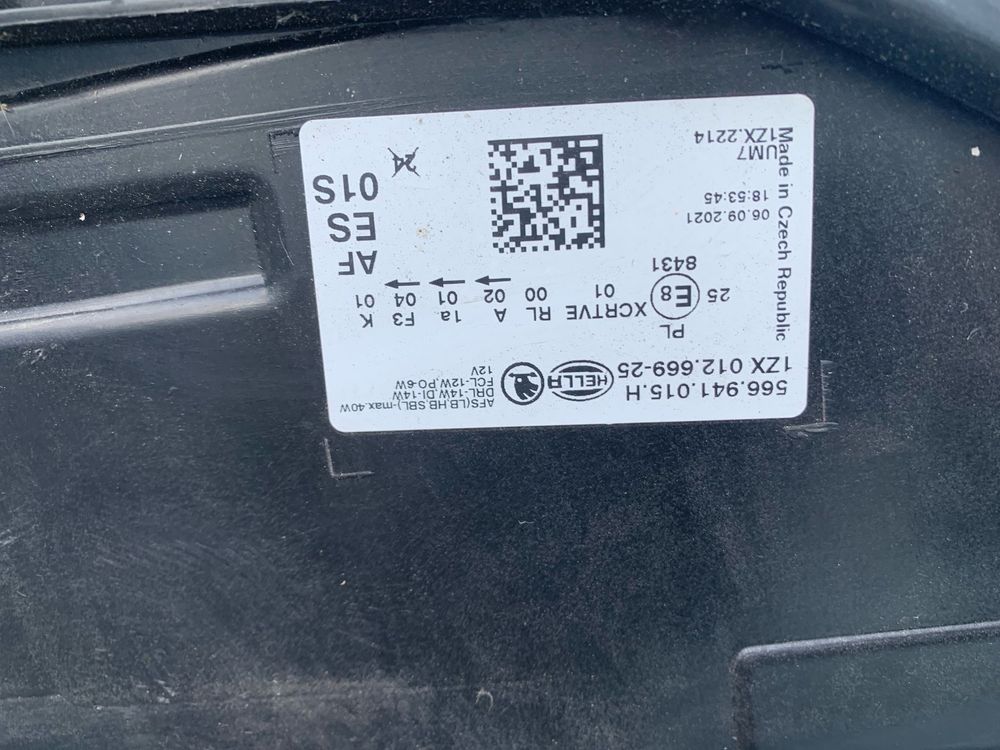 566.941.015.H
1ZX 012.669-25
HELLA
AFS(LB,HB,SBL)-max.40W
DRL-14W,DI-14W
FCL-12W,PO-6W
12V
PL
25 E8 XCRTVE RL A 1a F3 K
8431 01 00 02 01 04 01
06.09.2021
18:53:45
UM7
1ZX.2214
Made in Czech Republic
AF
ES
01S
24